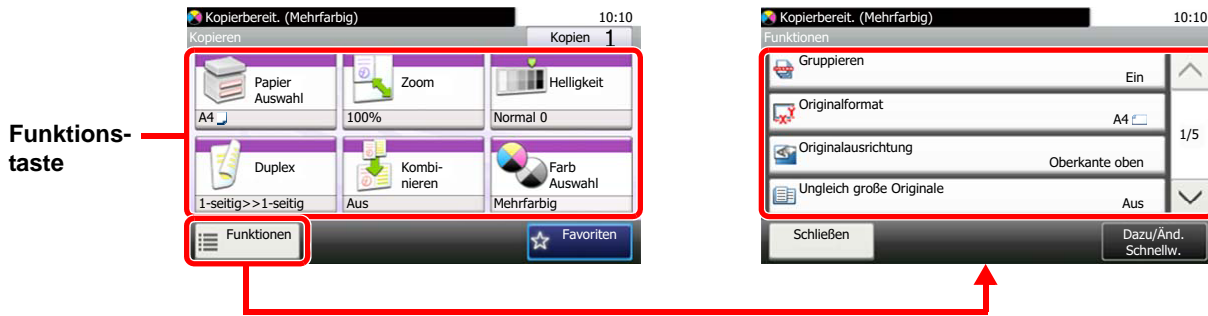 Kopierbereit. (Mehrfarbig)
10:10
Kopieren
Kopien 1
Papier
Auswahl
A4
Zoom
100%
Helligkeit
Normal 0
Duplex
1-seitig>>1-seitig
Kombi-
nieren
Aus
Farb
Auswahl
Mehrfarbig
Funktionen
Favoriten
Funktions-
taste
Kopierbereit. (Mehrfarbig)
10:10
Funktionen
Gruppieren
Ein
Originalformat
A4
Originalausrichtung
Oberkante oben
Ungleich große Originale
Aus
1/5
Schließen
Dazu/Änd.
Schnellw.